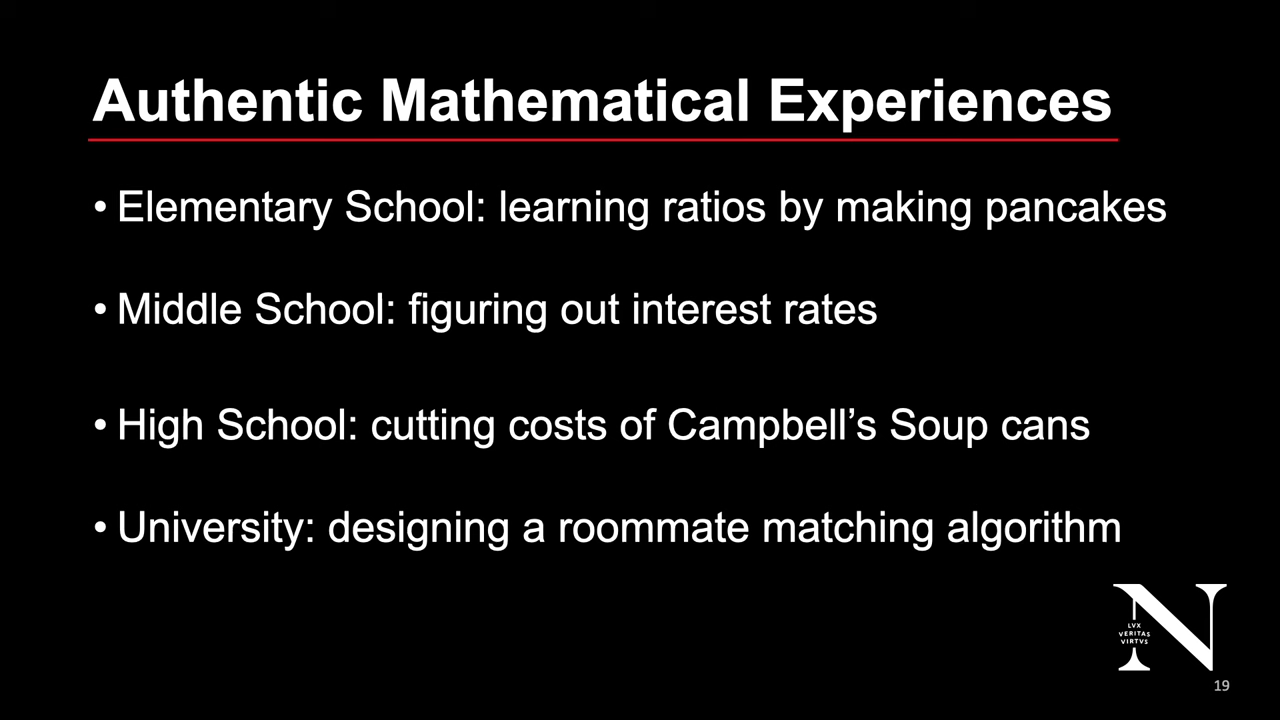 Authentic Mathematical Experiences
• Elementary School: learning ratios by making pancakes
• Middle School: figuring out interest rates
• High School: cutting costs of Campbell’s Soup cans
• University: designing a roommate matching algorithm
N
LVX
VERITAS
VIRTVS
19